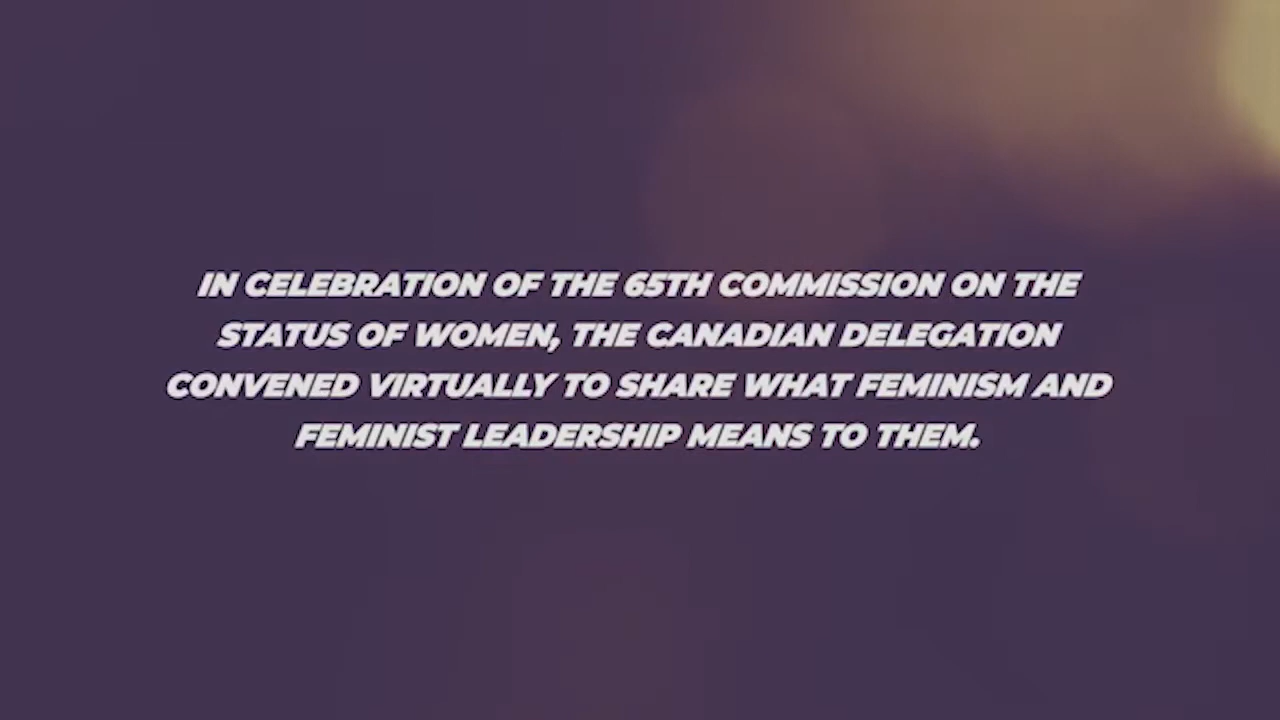 IN CELEBRATION OF THE 65TH COMMISSION ON THE
STATUS OF WOMEN, THE CANADIAN DELEGATION
CONVENED VIRTUALLY TO SHARE WHAT FEMINISM AND
FEMINIST LEADERSHIP MEANS TO THEM.